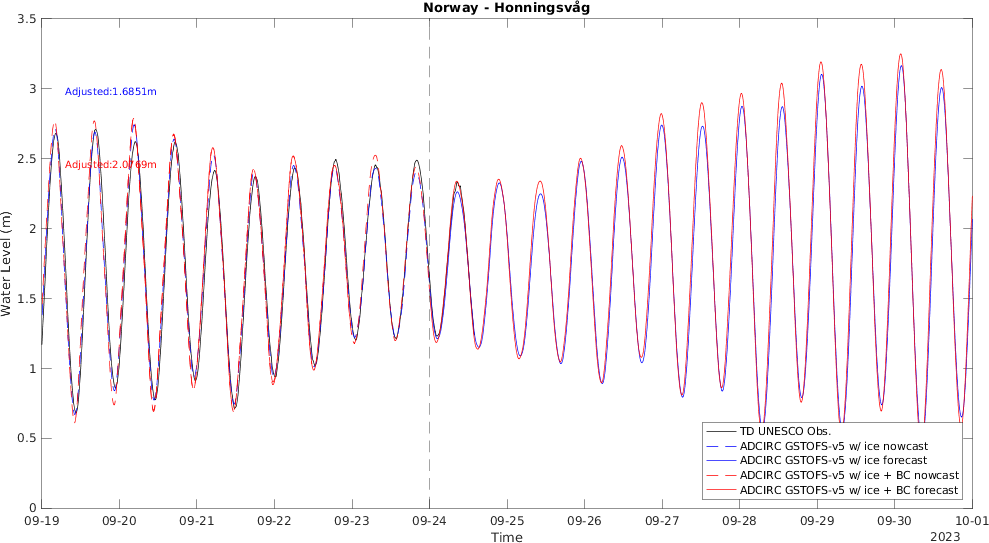 Norway - Honningsvåg
3.5
3
2.5
2
1.5
1
0.5
0
Water Level (m)
Adjusted:1.6851m
Adjusted:2.0769m
TD UNESCO Obs.
ADCIRC GSTOFS-v5 w/ ice nowcast
ADCIRC GSTOFS-v5 w/ ice forecast
ADCIRC GSTOFS-v5 w/ ice + BC nowcast
ADCIRC GSTOFS-v5 w/ ice + BC forecast
09-19 09-20 09-21 09-22 09-23 09-24 09-25 09-26 09-27 09-28 09-29 09-30 10-01
Time
2023